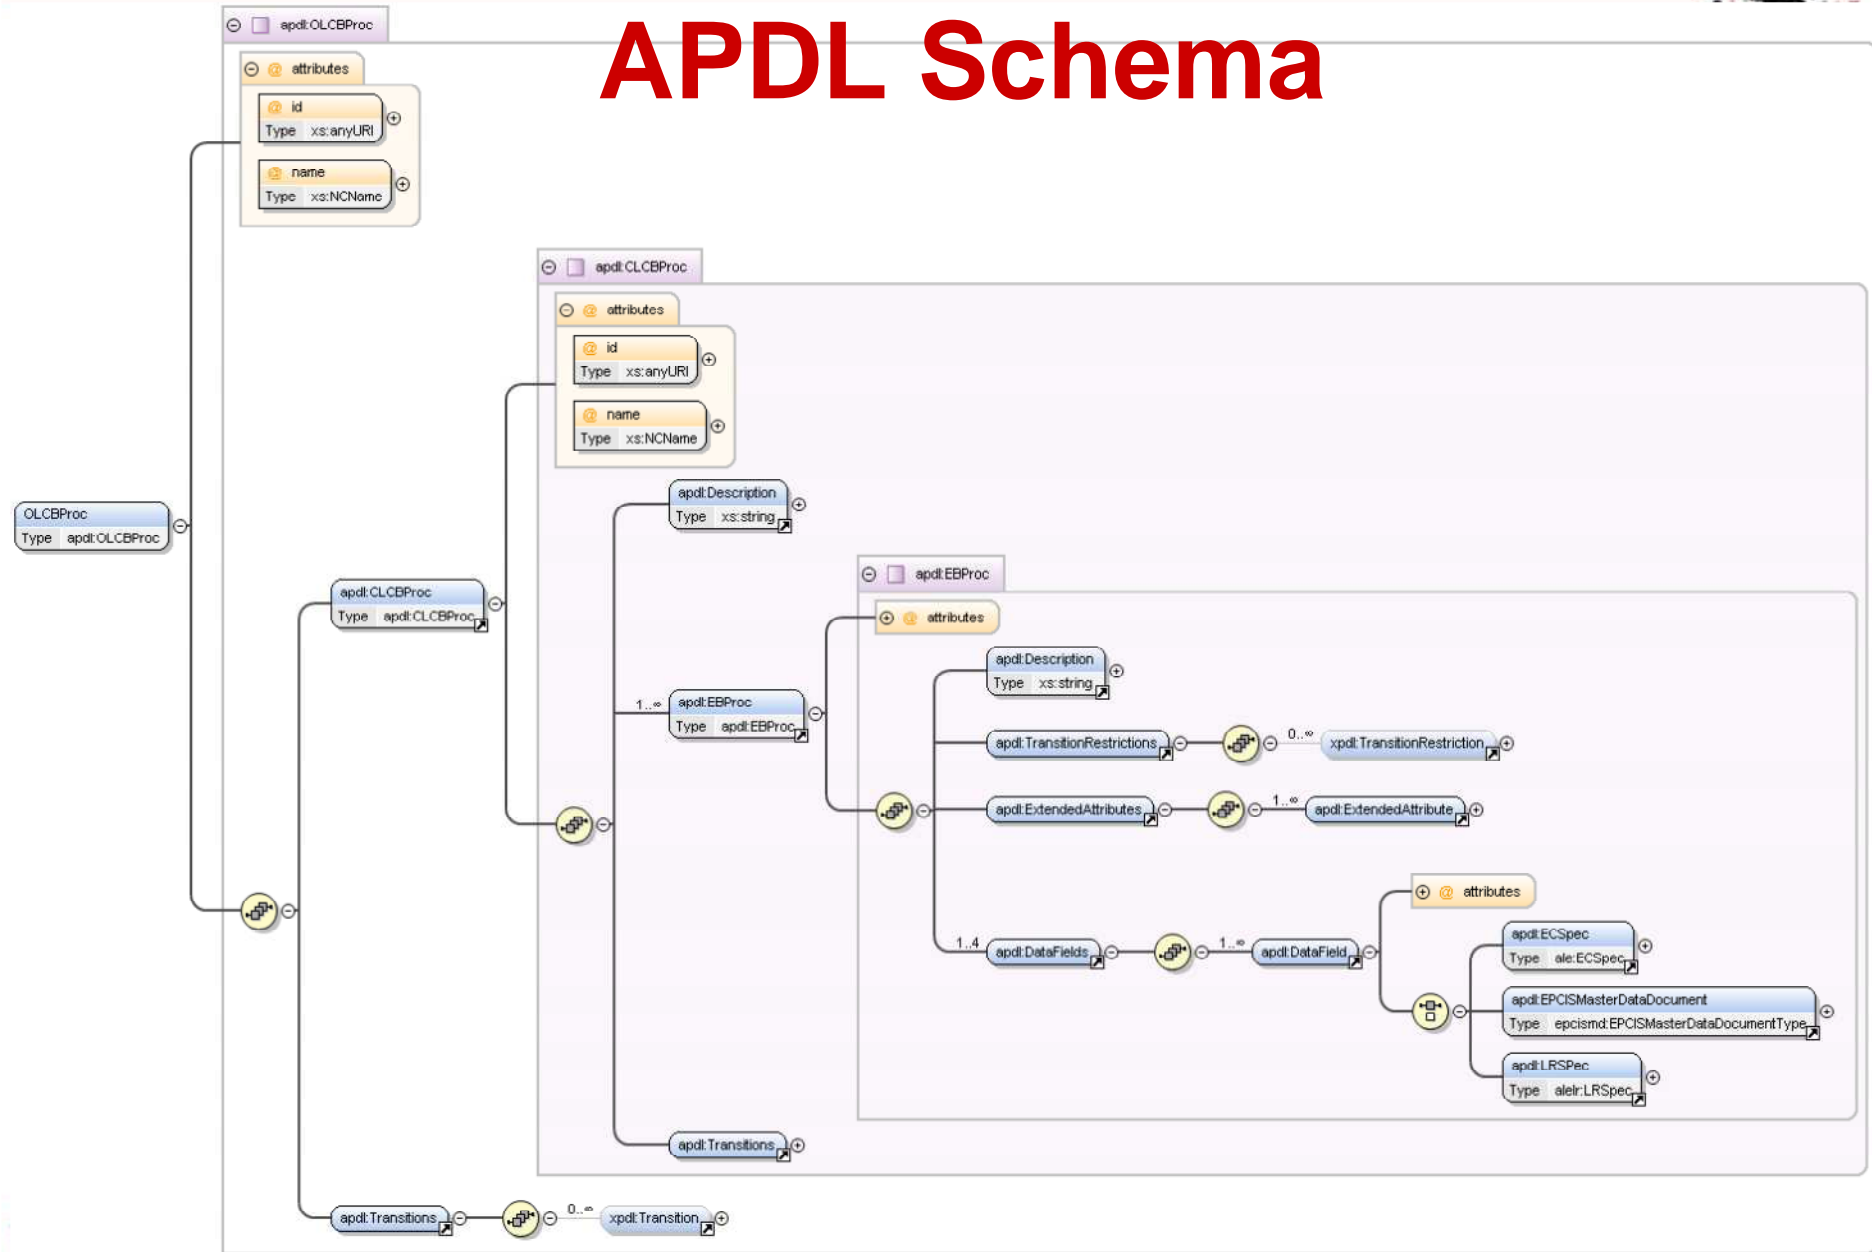 APDL Schema
apdl:OLCBProc
@ attributes
@ id
Type xs:anyURI
@ name
Type xs:NCName
apdl:CLCBProc
@ attributes
@ id
Type xs:anyURI
@ name
Type xs:NCName
OLCBProc
Type apdl:OLCBProc
apdl:CLCBProc
Type apdl:CLCBProc
apdl:Description
Type xs:string
1..∞
apdl:EBProc
Type apdl:EBProc
apdl:EBProc
@ attributes
apdl:Description
Type xs:string
apdl:TransitionRestrictions
0..∞
xpdl:TransitionRestriction
apdl:ExtendedAttributes
1..∞
apdl:ExtendedAttribute
1..4
apdl:DataFields
1..∞
apdl:DataField
@ attributes
apdl:ECSpec
Type ale:ECSpec
apdl:EPCISMasterDataDocument
Type epcismd:EPCISMasterDataDocumentType
apdl:LRSPec
Type alelr:LRSpec
apdl:Transitions
apdl:Transitions
0..∞
xpdl:Transition